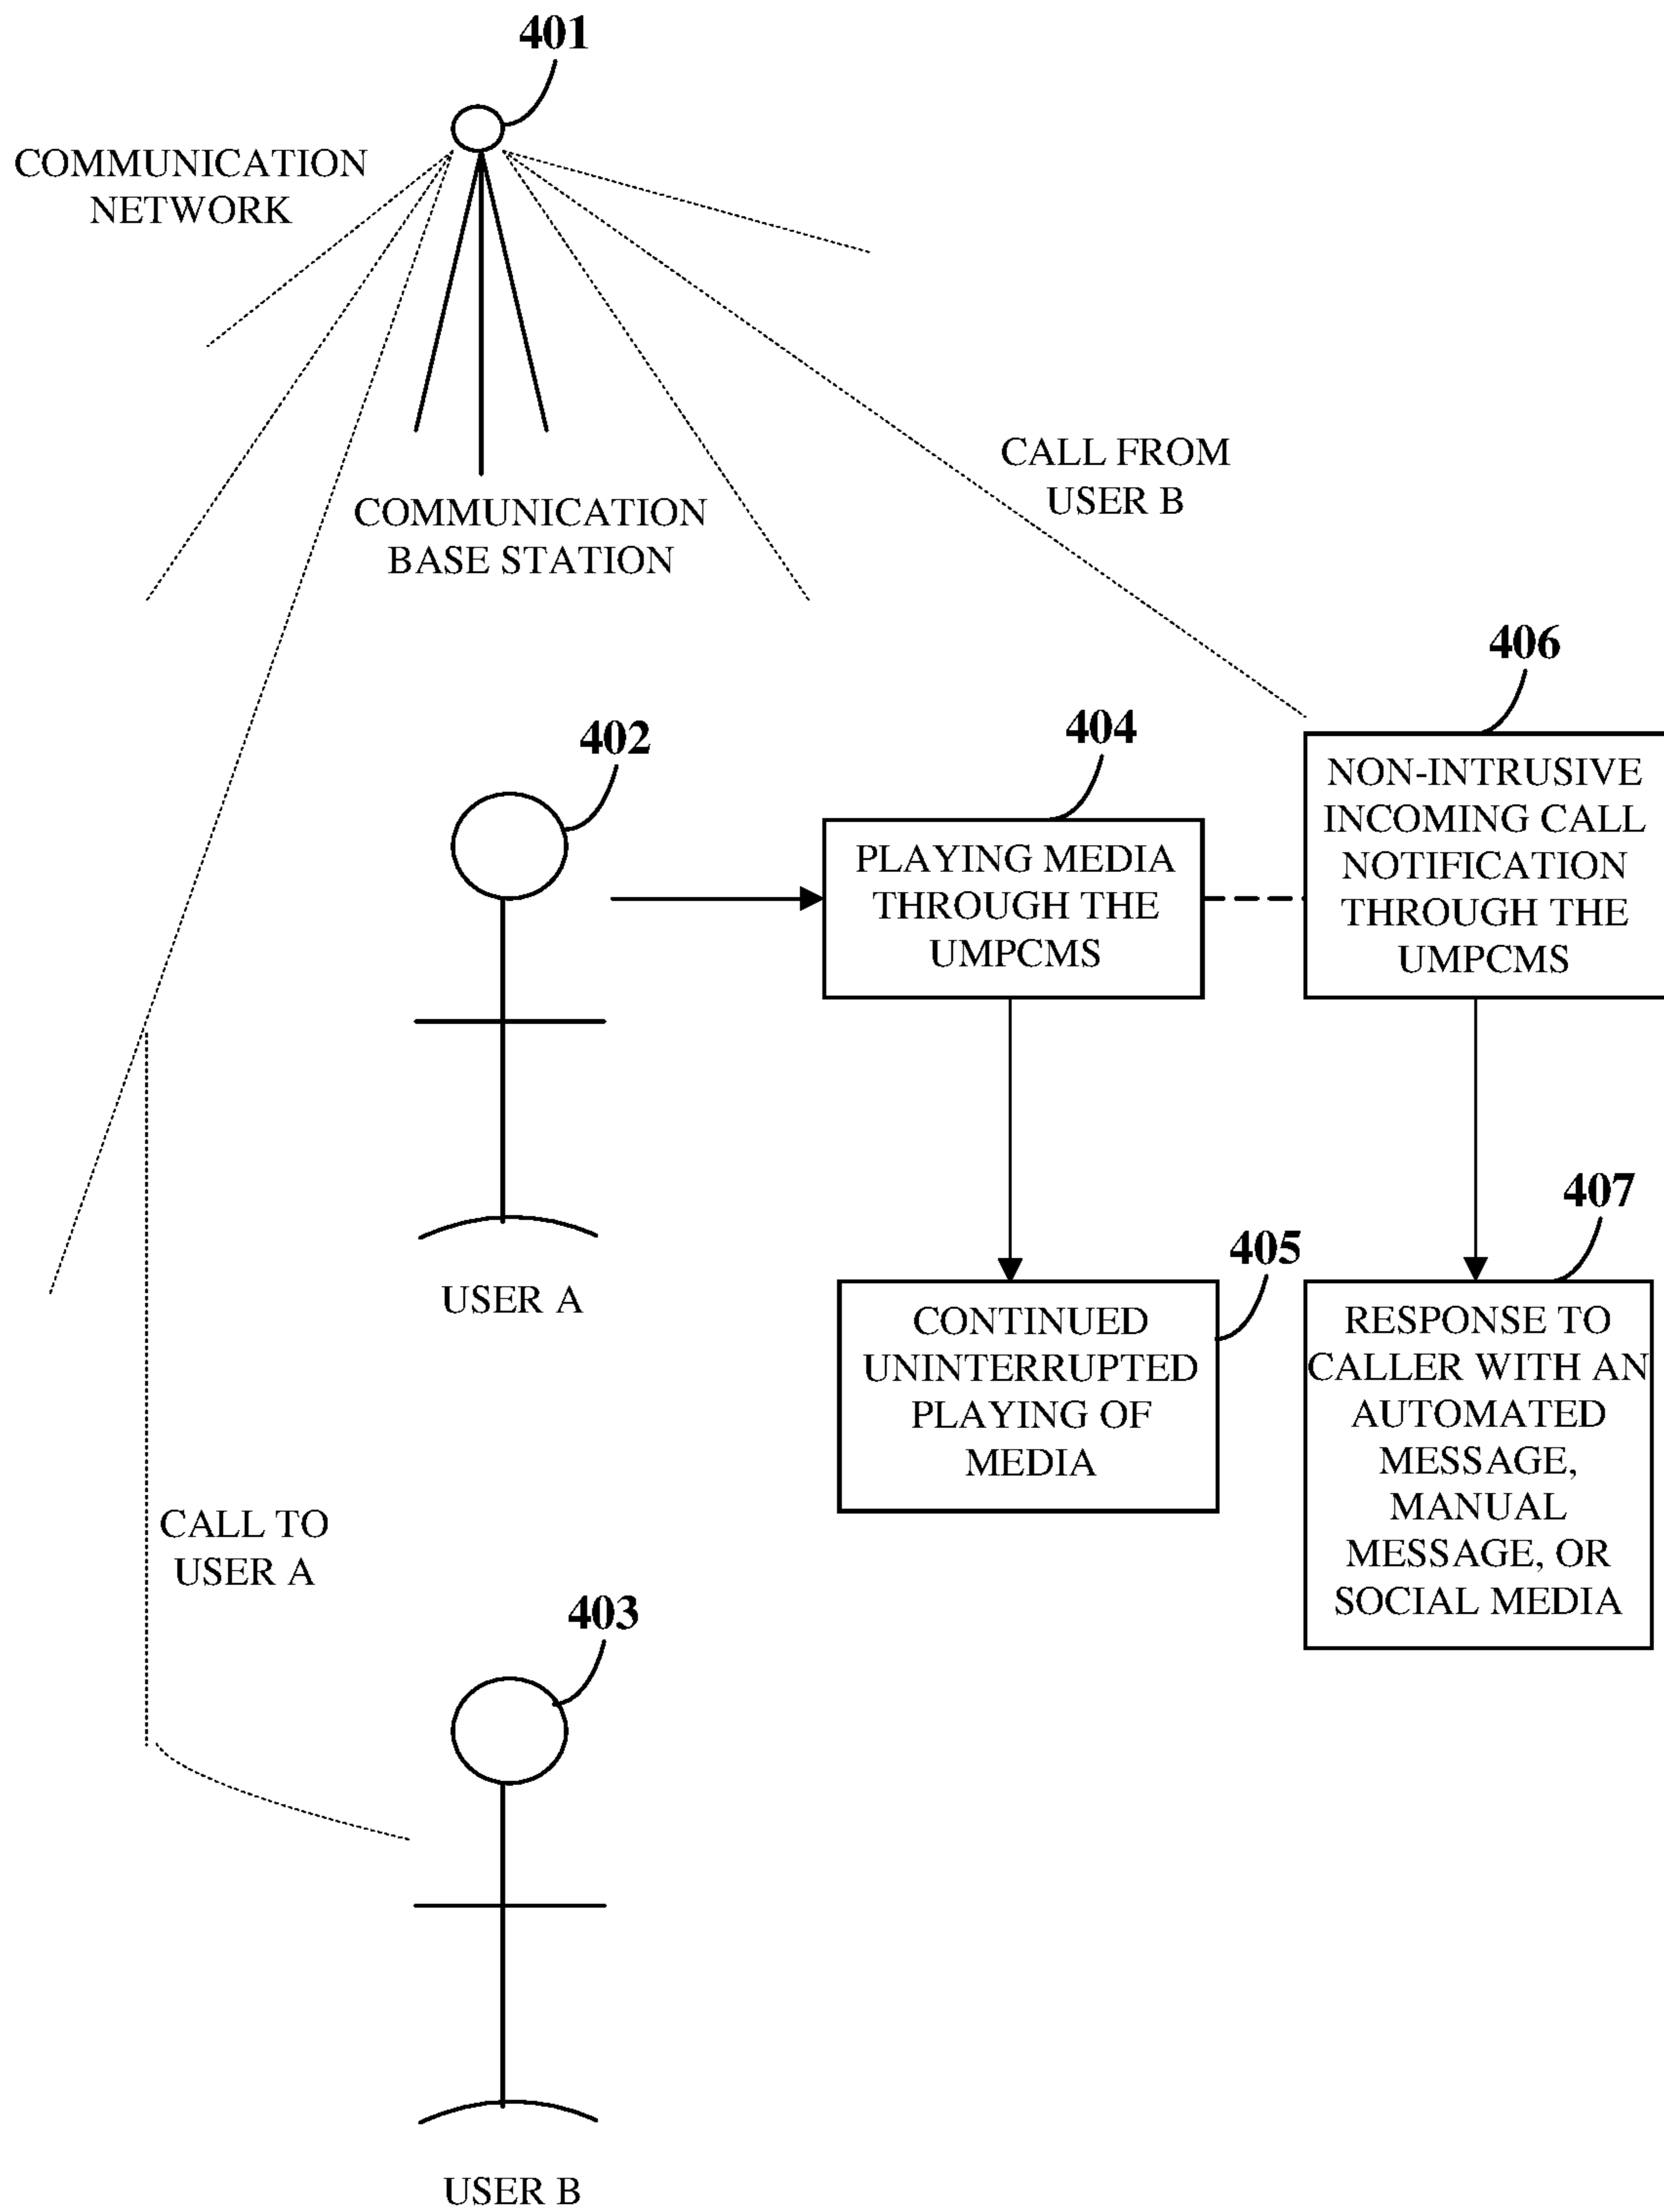 401
COMMUNICATION
NETWORK
COMMUNICATION
BASE STATION
CALL FROM
USER B
406
402
404
NON-INTRUSIVE
INCOMING CALL
NOTIFICATION
THROUGH THE
UMPCMS
PLAYING MEDIA
THROUGH THE
UMPCMS
USER A
405
407
CONTINUED
UNINTERRUPTED
PLAYING OF
MEDIA
RESPONSE TO
CALLER WITH AN
AUTOMATED
MESSAGE,
MANUAL
MESSAGE, OR
SOCIAL MEDIA
CALL TO
USER A
403
USER B